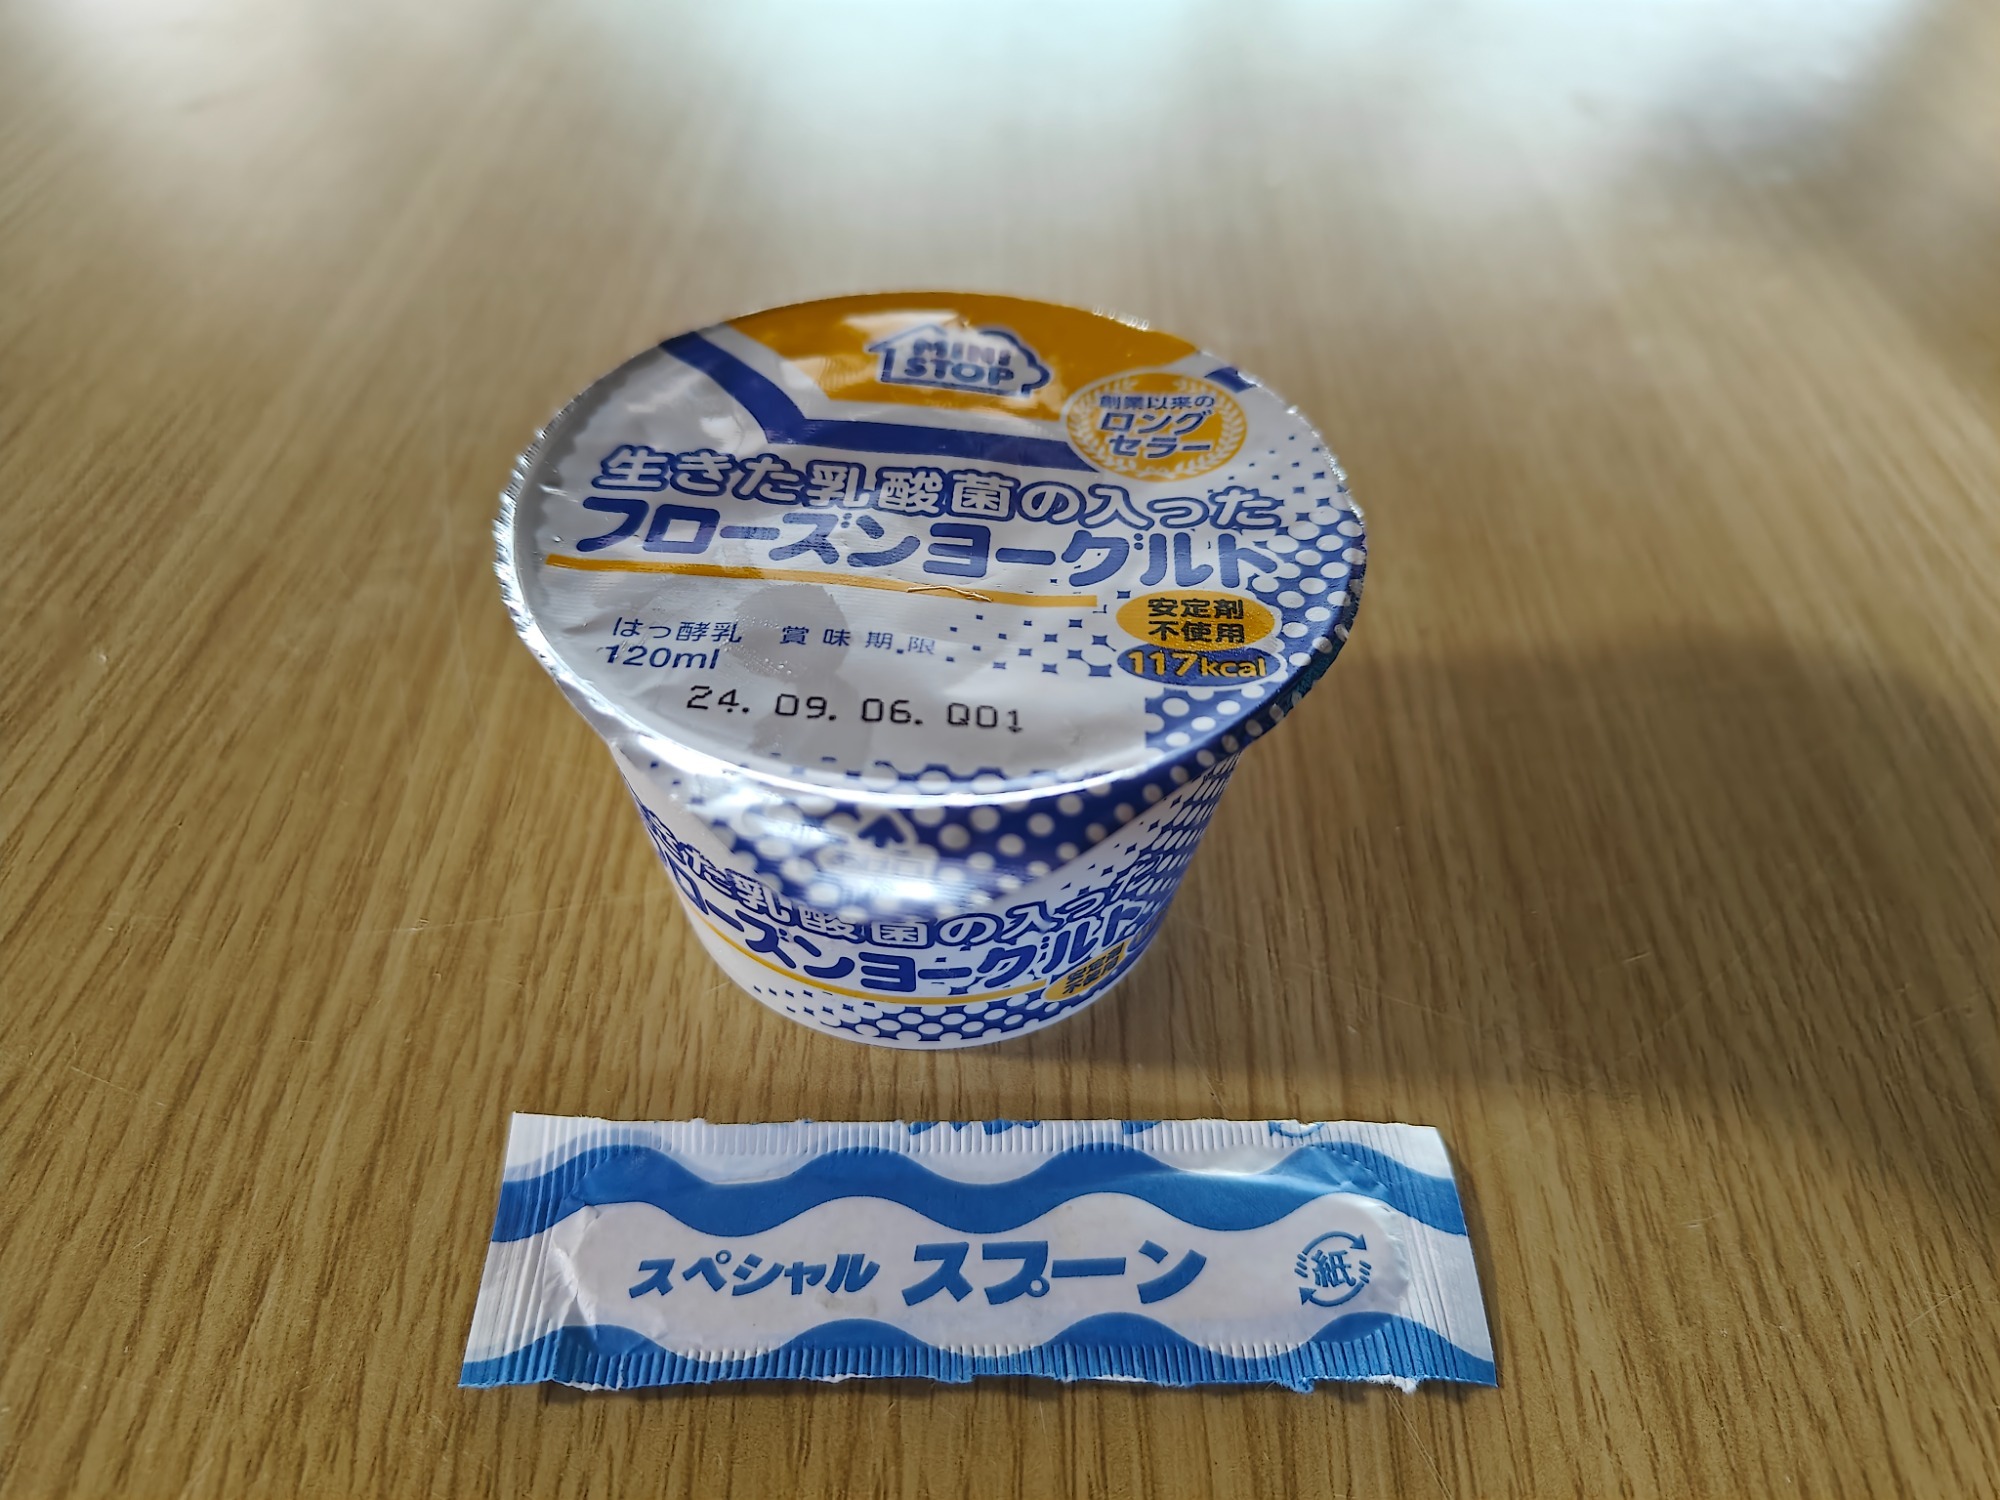 MINI
STOP
創業以来の
ロング
セラー
生きた乳酸菌の入った
フローズンヨーグルト
安定剤
不使用
117kcal
はっ酵乳 賞味期限
120ml
24. 09. 06. Q01
きた乳酸菌の入った
ローズンヨーグルト
スペシャル スプーン
紙